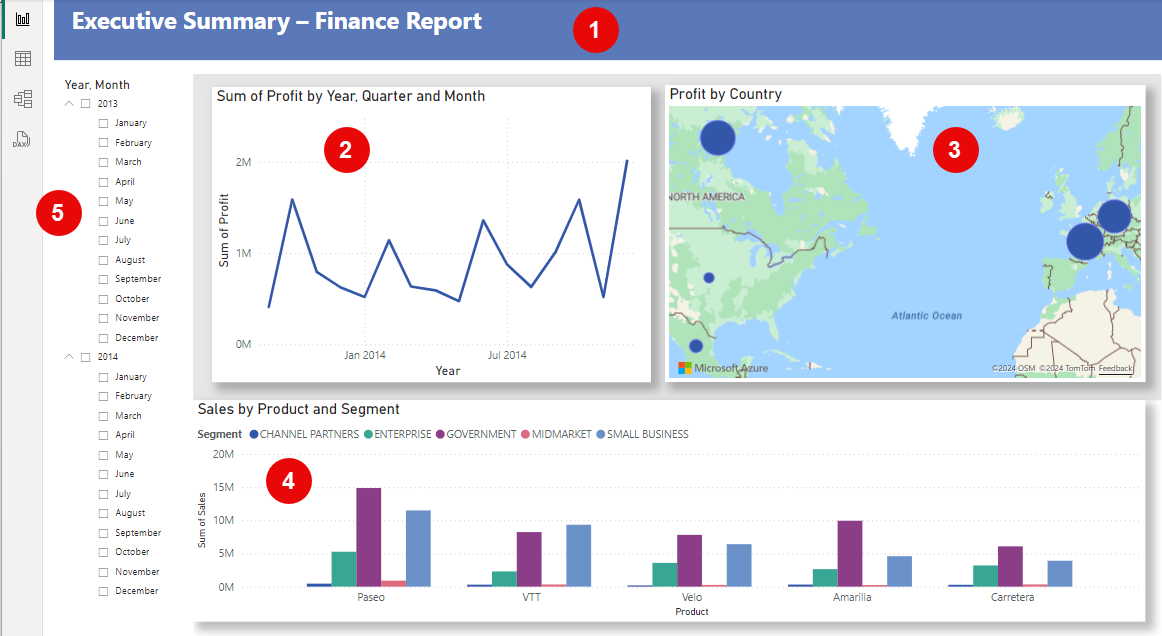 Executive Summary – Finance Report
1
Year, Month
2013
January
February
March
April
May
June
July
August
September
October
November
December
2014
January
February
March
April
May
June
July
August
September
October
November
December
5
DAX
Sum of Profit by Year, Quarter and Month
2
Sum of Profit
2M
1M
0M
Jan 2014
Jul 2014
Year
Profit by Country
3
NORTH AMERICA
Atlantic Ocean
Microsoft Azure
©2024 OSM ©2024 TomTom Feedback
Sales by Product and Segment
Segment CHANNEL PARTNERS ENTERPRISE GOVERNMENT MIDMARKET SMALL BUSINESS
4
Sum of Sales
20M
15M
10M
5M
0M
Paseo VTT Velo Amarilla Carretera
Product